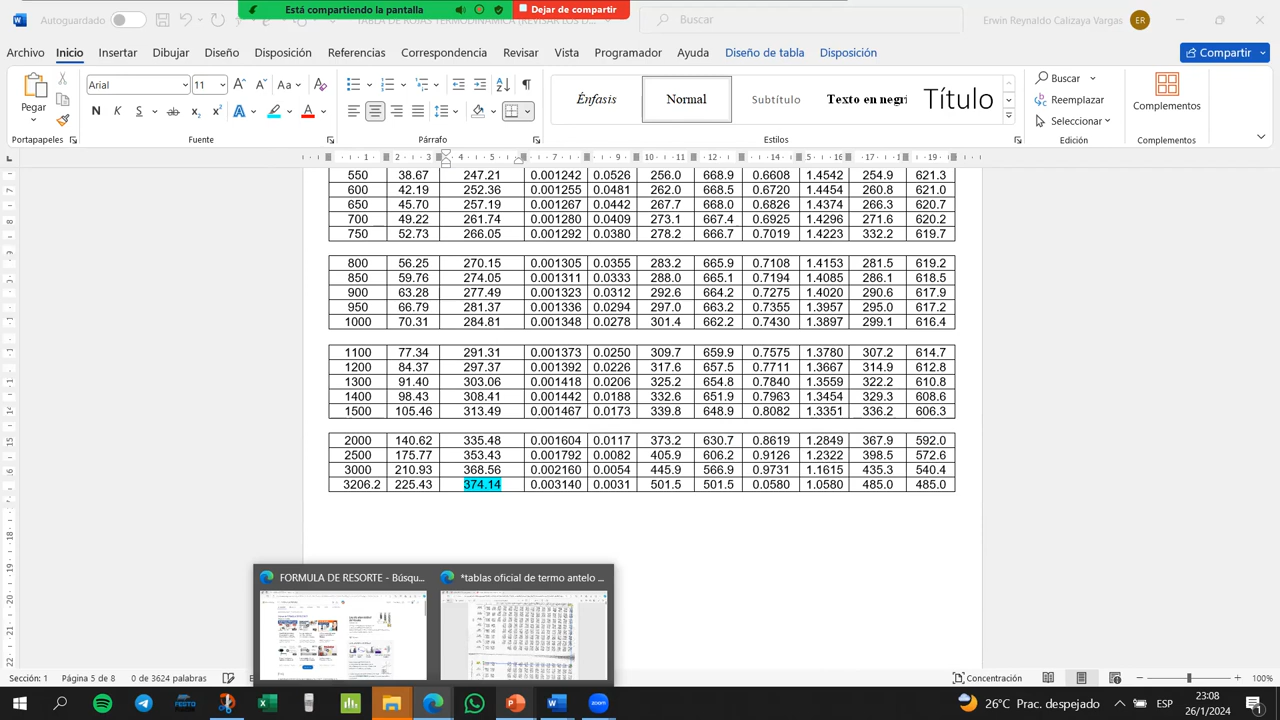 Está compartiendo la pantalla
Dejar de compartir
Autoguardado
Buscar
Erwin Reynaldo Calizaya Vargas
ER
Archivo Inicio Insertar Dibujar Diseño Disposición Referencias Correspondencia Revisar Vista Programador Ayuda Diseño de tabla Disposición
Compartir
Pegar
Arial 11
Énfasis Normal Subtítulo Texto en negri Título
Buscar
Reemplazar
Seleccionar
Complementos
Portapapeles Fuente Párrafo Estilos Edición Complementos
550 38.67 247.21 0.001242 0.0526 256.0 668.9 0.6608 1.4542 254.9 621.3
600 42.19 252.36 0.001255 0.0481 262.0 668.5 0.6720 1.4454 260.8 621.0
650 45.70 257.19 0.001267 0.0442 267.7 668.0 0.6826 1.4374 266.3 620.7
700 49.22 261.74 0.001280 0.0409 273.1 667.4 0.6925 1.4296 271.6 620.2
750 52.73 266.05 0.001292 0.0380 278.2 666.7 0.7019 1.4223 332.2 619.7
800 56.25 270.15 0.001305 0.0355 283.2 665.9 0.7108 1.4153 281.5 619.2
850 59.76 274.05 0.001311 0.0333 288.0 665.1 0.7194 1.4085 286.1 618.5
900 63.28 277.49 0.001323 0.0312 292.6 664.2 0.7275 1.4020 290.6 617.9
950 66.79 281.37 0.001336 0.0294 297.0 663.2 0.7355 1.3957 295.0 617.2
1000 70.31 284.81 0.001348 0.0278 301.4 662.2 0.7430 1.3897 299.1 616.4
1100 77.34 291.31 0.001373 0.0250 309.7 659.9 0.7575 1.3780 307.2 614.7
1200 84.37 297.37 0.001392 0.0226 317.6 657.5 0.7711 1.3667 314.9 612.8
1300 91.40 303.06 0.001418 0.0206 325.2 654.8 0.7840 1.3559 322.2 610.8
1400 98.43 308.41 0.001442 0.0188 332.6 651.9 0.7963 1.3454 329.3 608.6
1500 105.46 313.49 0.001467 0.0173 339.8 648.9 0.8082 1.3351 336.2 606.3
2000 140.62 335.48 0.001604 0.0117 373.2 630.7 0.8619 1.2849 367.9 592.0
2500 175.77 353.43 0.001792 0.0082 405.9 606.2 0.9126 1.2322 398.5 572.6
3000 210.93 368.56 0.002160 0.0054 445.9 566.9 0.9731 1.1615 435.3 540.4
3206.2 225.43 374.14 0.003140 0.0031 501.5 501.5 0.0580 1.0580 485.0 485.0
FORMULA DE RESORTE - Búsqu...
*tablas oficial de termo antelo ...
Sección: 1 Página 5 de 8 0 de 3624 palabras
Concentración
100%
26°C Prac. despejado
ESP
23:08
26/1/2024